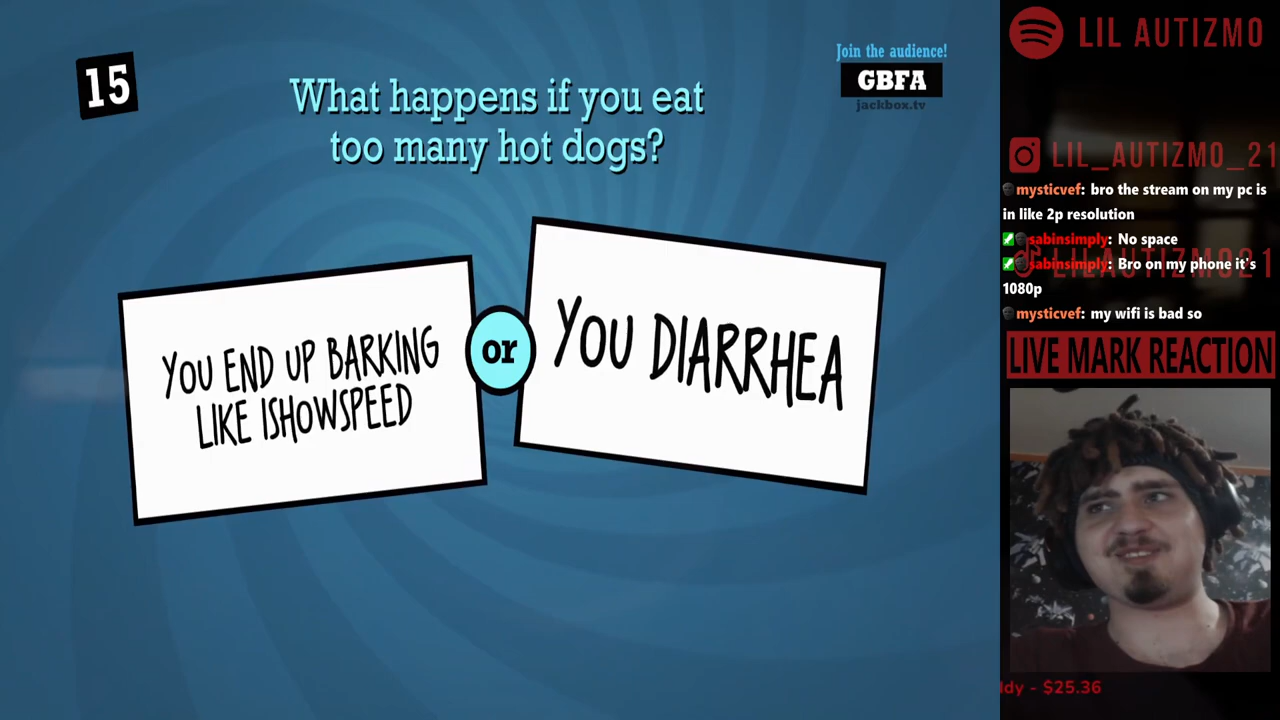 15
What happens if you eat
too many hot dogs?
Join the audience!
GBFA
jackbox.tv
YOU END UP BARKING
LIKE ISHOWSPEED
or
YOU DIARRHEA
LIL AUTIZMO
LIL_AUTIZMO_21
mysticvef: bro the stream on my pc is
in like 2p resolution
sabinsimply: No space
LILAUTIZMO21
sabinsimply: Bro on my phone it's
1080p
mysticvef: my wifi is bad so
LIVE MARK REACTION
ldy - $25.36